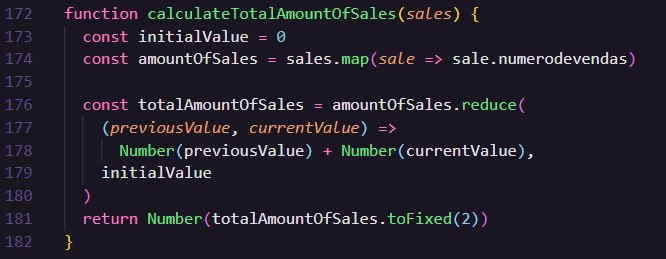 172 function calculateTotalAmountOfSales(sales) {
173   const initialValue = 0
174   const amountOfSales = sales.map(sale => sale.numerodevendas)
175
176   const totalAmountOfSales = amountOfSales.reduce(
177     (previousValue, currentValue) =>
178       Number(previousValue) + Number(currentValue),
179     initialValue
180   )
181   return Number(totalAmountOfSales.toFixed(2))
182 }